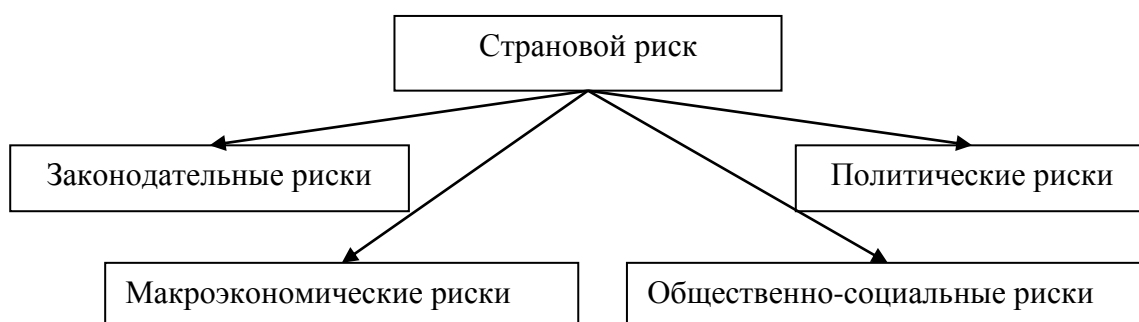 Страновой риск
Законодательные риски
Политические риски
Макроэкономические риски
Общественно-социальные риски